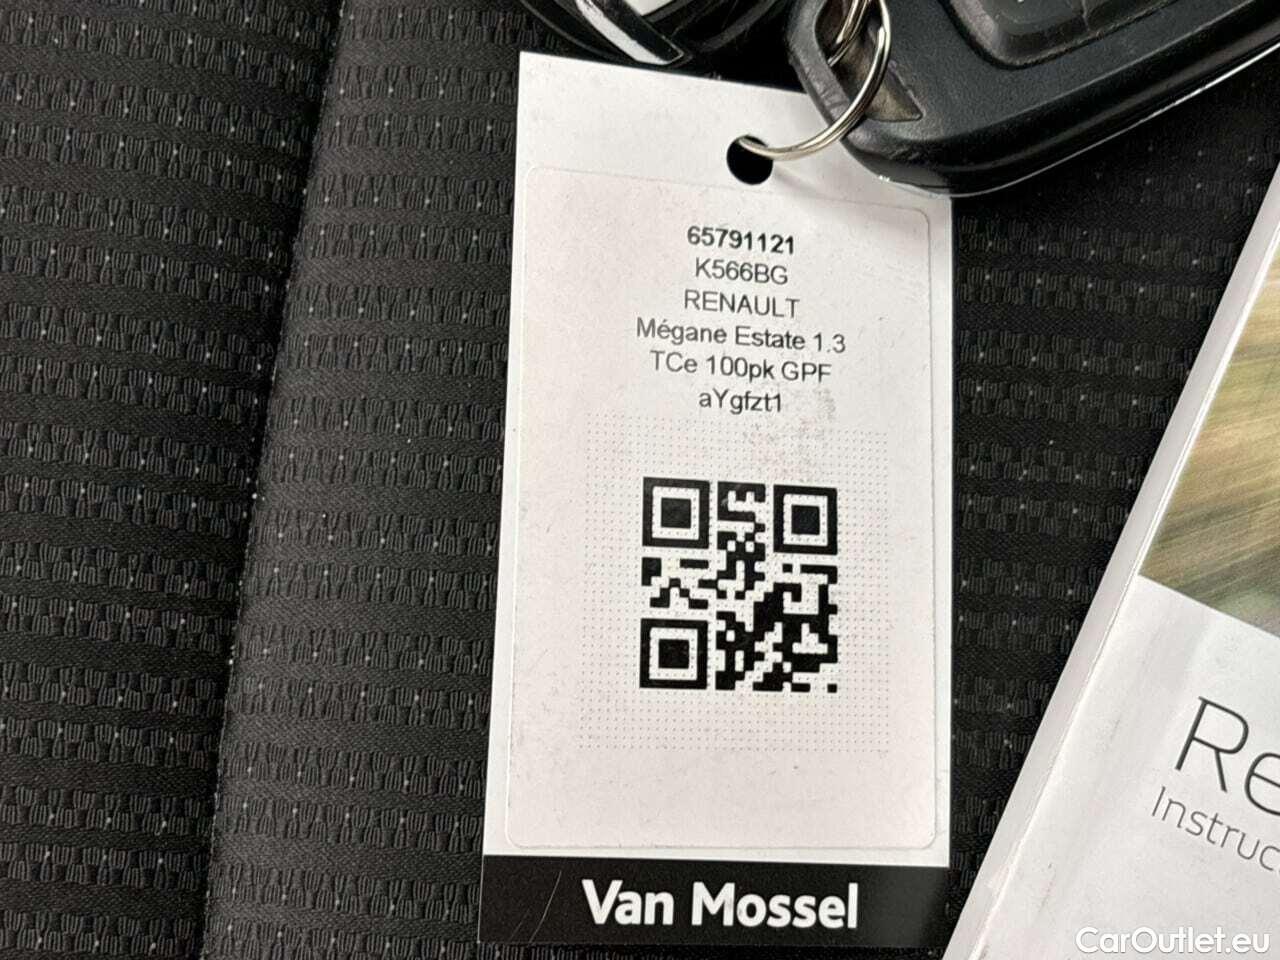 65791121
K566BG
RENAULT
Mégane Estate 1.3
TCe 100pk GPF
aYgfzt1
Van Mossel
Re
Instruc
CarOutlet.eu